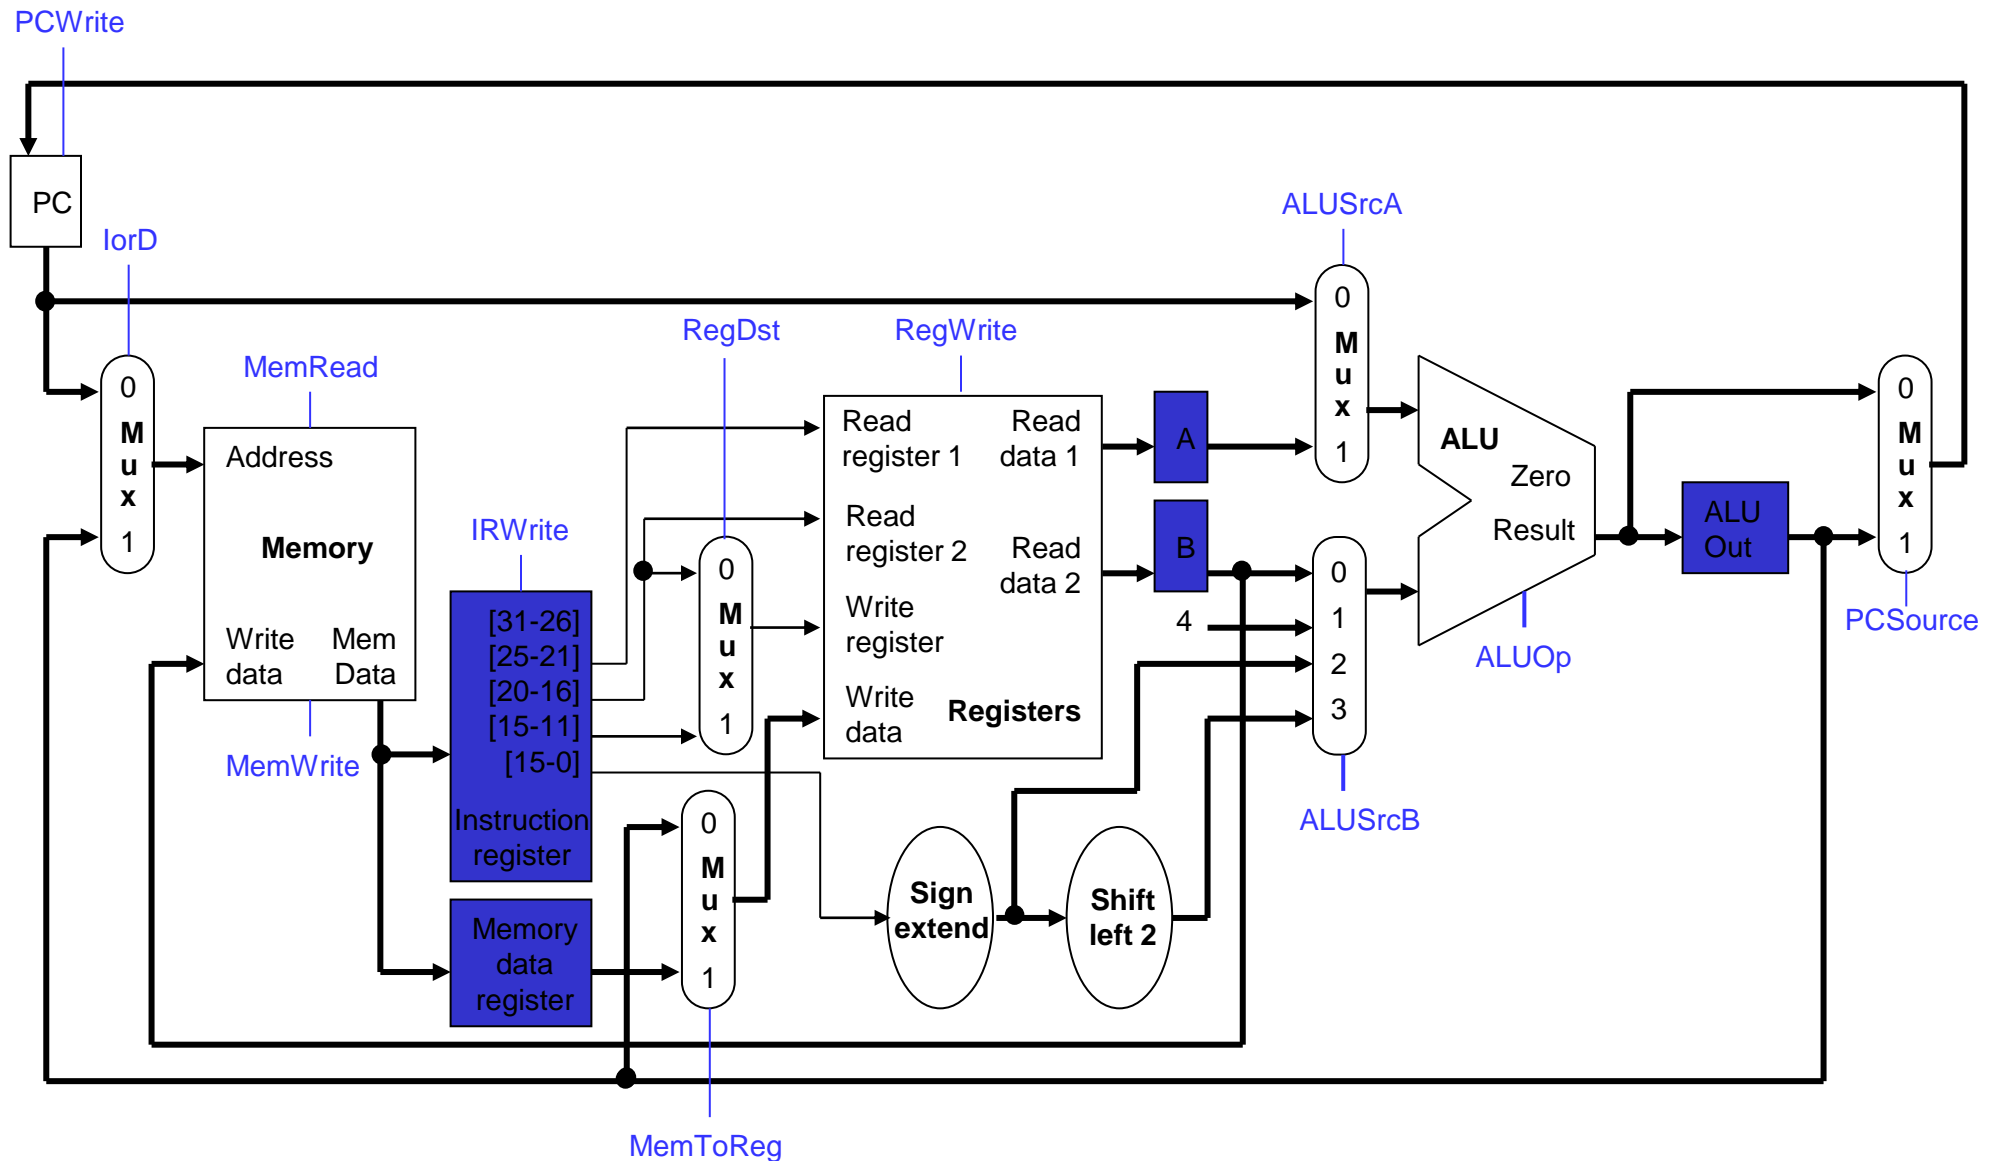 PCWrite
PC
IorD
0
M
u
x
1
MemRead
Address
Memory
Write
data
Mem
Data
MemWrite
IRWrite
[31-26]
[25-21]
[20-16]
[15-11]
[15-0]
Instruction
register
Memory
data
register
RegDst
0
M
u
x
1
0
M
u
x
1
MemToReg
RegWrite
Read
register 1
Read
data 1
Read
register 2
Read
data 2
Write
register
Write
data
Registers
Sign
extend
Shift
left 2
A
B
4
ALUSrcA
0
M
u
x
1
0
1
2
3
ALUSrcB
ALU
Zero
Result
ALUOp
ALU
Out
0
M
u
x
1
PCSource